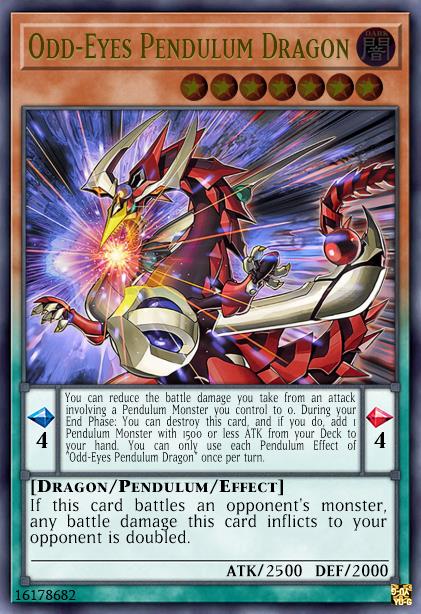 ODD-EYES PENDULUM DRAGON
DARK
闇
You can reduce the battle damage you take from an attack
involving a Pendulum Monster you control to 0. During your
End Phase: You can destroy this card, and if you do, add 1
Pendulum Monster with 1500 or less ATK from your Deck to
your hand. You can only use each Pendulum Effect of
"Odd-Eyes Pendulum Dragon" once per turn.
4
4
[DRAGON/PENDULUM/EFFECT]
If this card battles an opponent's monster,
any battle damage this card inflicts to your
opponent is doubled.
ATK/2500 DEF/2000
16178682